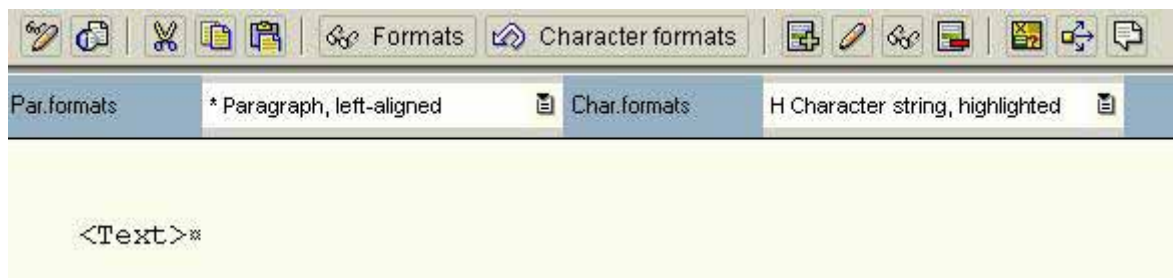 Formats Character formats
Par.formats * Paragraph, left-aligned Char.formats H Character string, highlighted
<Text>¤